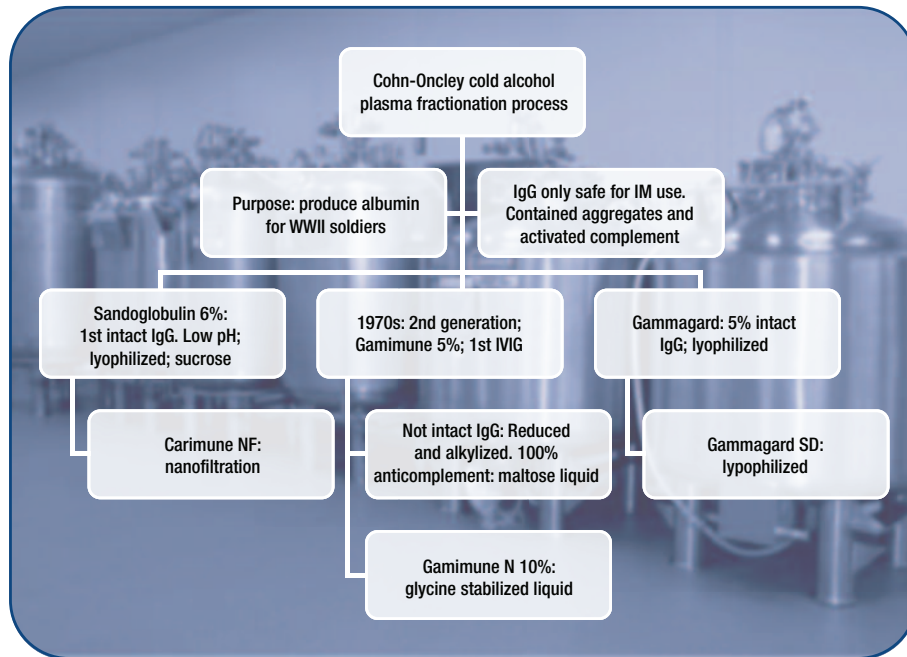 Cohn-Oncley cold alcohol
plasma fractionation process
Purpose: produce albumin
for WWII soldiers
IgG only safe for IM use.
Contained aggregates and
activated complement
Sandoglobulin 6%:
1st intact IgG. Low pH;
lyophilized; sucrose
1970s: 2nd generation;
Gamimune 5%; 1st IVIG
Gammagard: 5% intact
IgG; lyophilized
Carimune NF:
nanofiltration
Not intact IgG: Reduced
and alkylized. 100%
anticomplement: maltose liquid
Gammagard SD:
lypophilized
Gamimune N 10%:
glycine stabilized liquid